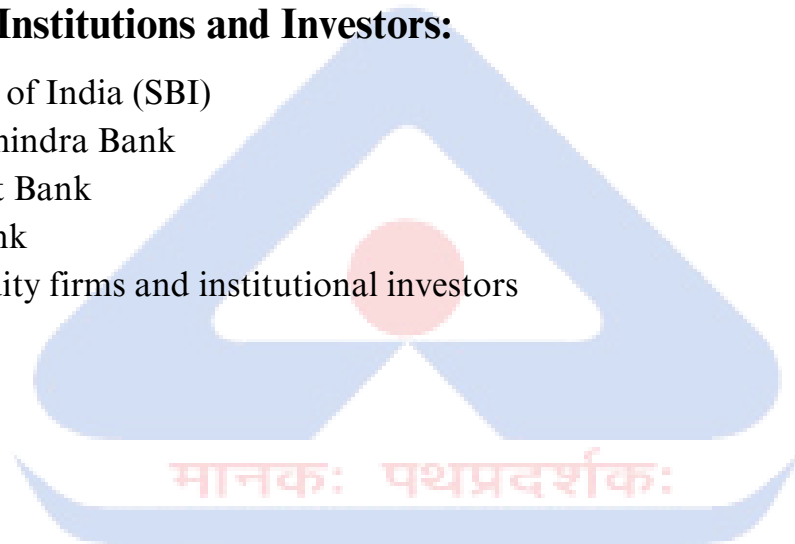 Institutions and Investors:
of India (SBI)
hindra Bank
t Bank
nk
ity firms and institutional investors
मानकः पथप्रदर्शकः